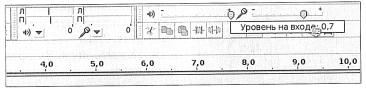 Л Л
П П
0 0
Уровень на входе: 0,7
4,0 5,0 6,0 7,0 8,0 9,0 10,0